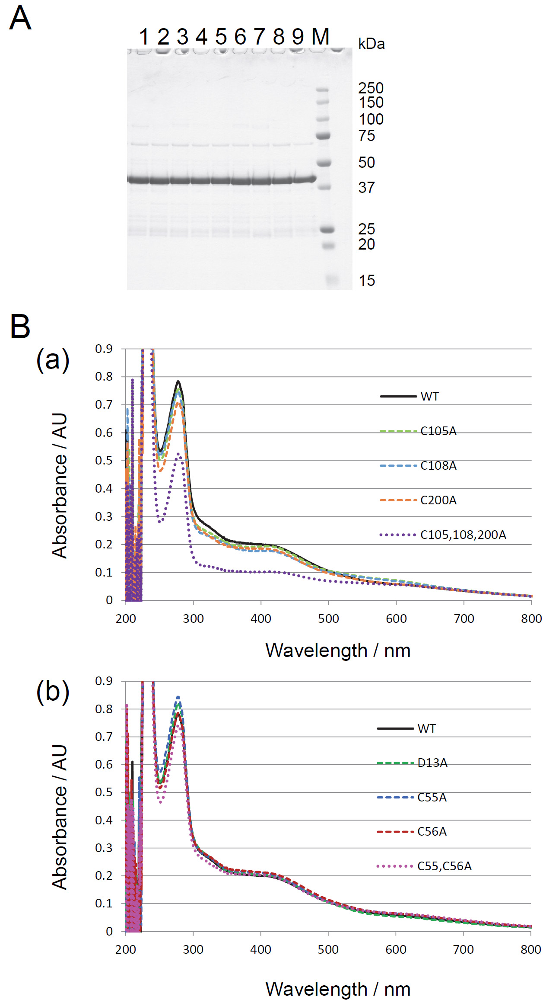 A
1 2 3 4 5 6 7 8 9 M
kDa
250
150
100
75
50
37
25
20
15
B
(a)
Absorbance / AU
0.9
0.8
0.7
0.6
0.5
0.4
0.3
0.2
0.1
0
WT
C105A
C108A
C200A
C105,108,200A
200 300 400 500 600 700 800
Wavelength / nm
(b)
Absorbance / AU
0.9
0.8
0.7
0.6
0.5
0.4
0.3
0.2
0.1
0
WT
D13A
C55A
C56A
C55,C56A
200 300 400 500 600 700 800
Wavelength / nm